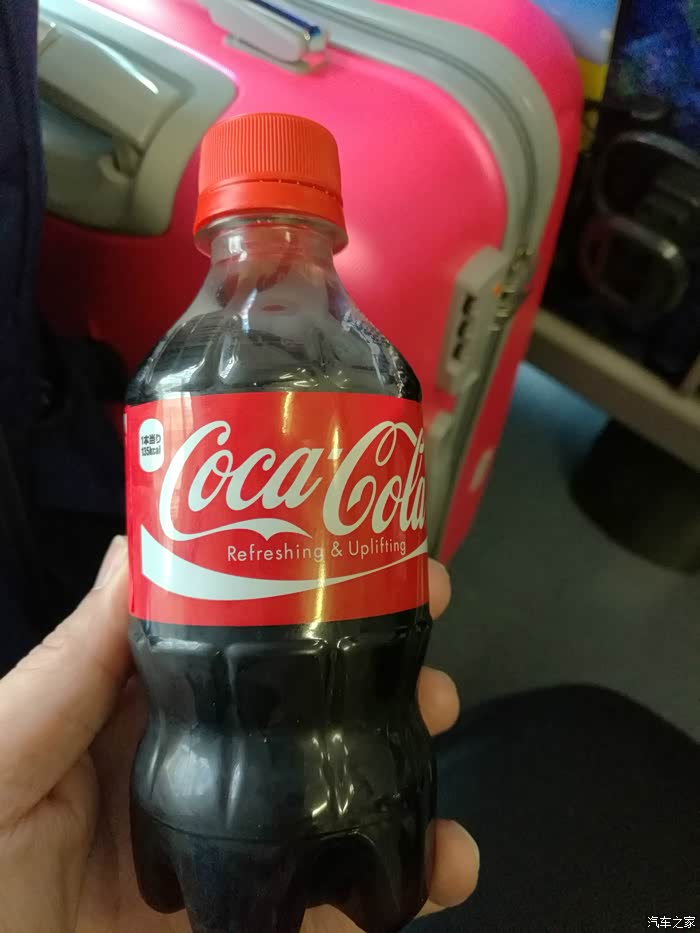 1本当り
135kcal
Coca-Cola
Refreshing & Uplifting
汽车之家